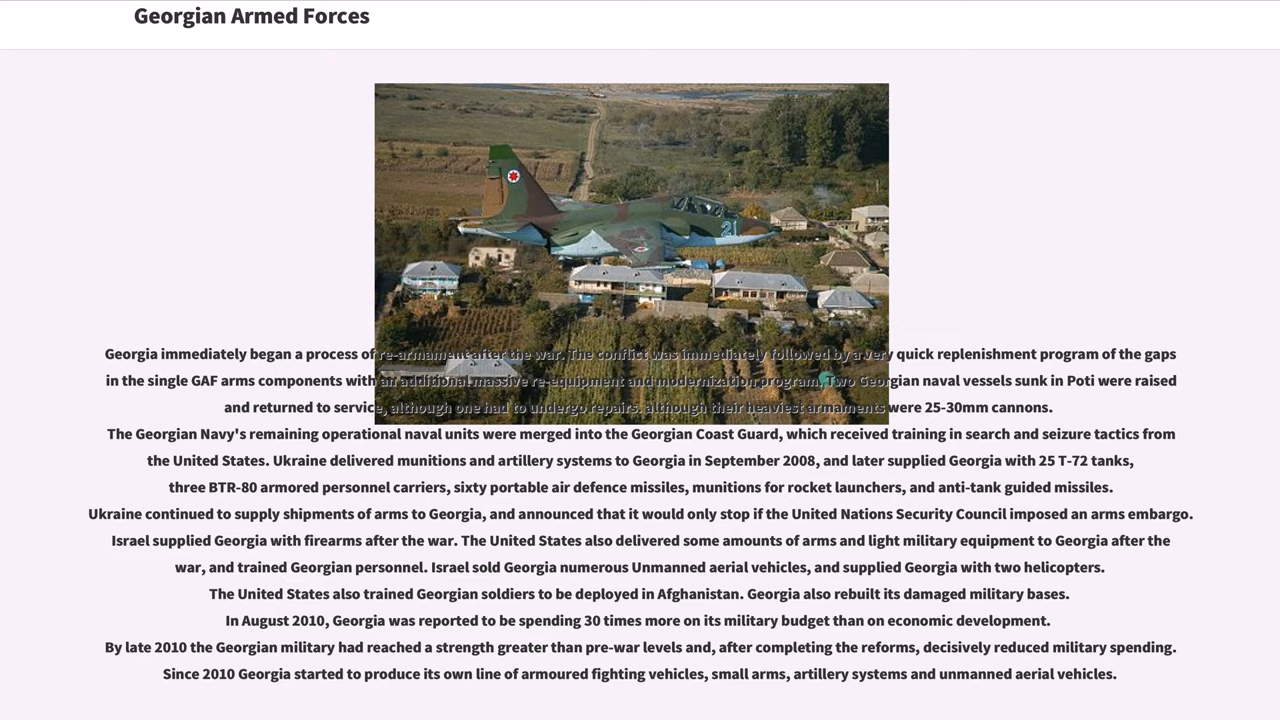 Georgian Armed Forces
21
Georgia immediately began a process of re-armament after the war. The conflict was immediately followed by a very quick replenishment program of the gaps
in the single GAF arms components with an additional massive re-equipment and modernization program. Two Georgian naval vessels sunk in Poti were raised
and returned to service, although one had to undergo repairs. although their heaviest armaments were 25-30mm cannons.
The Georgian Navy's remaining operational naval units were merged into the Georgian Coast Guard, which received training in search and seizure tactics from
the United States. Ukraine delivered munitions and artillery systems to Georgia in September 2008, and later supplied Georgia with 25 T-72 tanks,
three BTR-80 armored personnel carriers, sixty portable air defence missiles, munitions for rocket launchers, and anti-tank guided missiles.
Ukraine continued to supply shipments of arms to Georgia, and announced that it would only stop if the United Nations Security Council imposed an arms embargo.
Israel supplied Georgia with firearms after the war. The United States also delivered some amounts of arms and light military equipment to Georgia after the
war, and trained Georgian personnel. Israel sold Georgia numerous Unmanned aerial vehicles, and supplied Georgia with two helicopters.
The United States also trained Georgian soldiers to be deployed in Afghanistan. Georgia also rebuilt its damaged military bases.
In August 2010, Georgia was reported to be spending 30 times more on its military budget than on economic development.
By late 2010 the Georgian military had reached a strength greater than pre-war levels and, after completing the reforms, decisively reduced military spending.
Since 2010 Georgia started to produce its own line of armoured fighting vehicles, small arms, artillery systems and unmanned aerial vehicles.